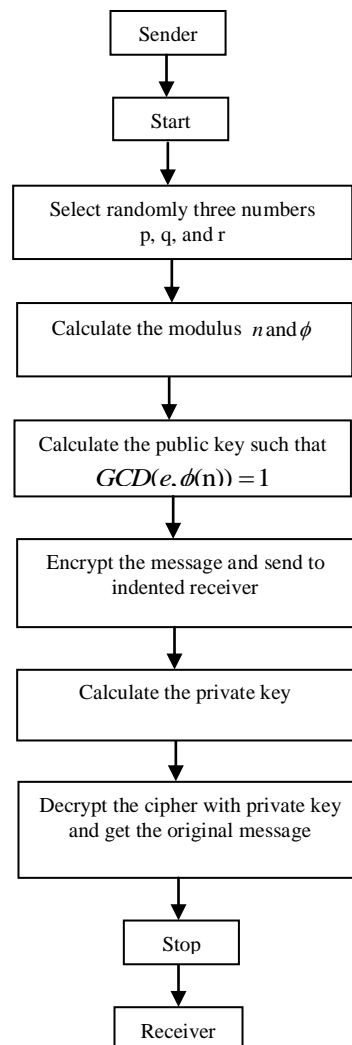 Sender
Start
Select randomly three numbers
p, q, and r
Calculate the modulus n and ϕ
Calculate the public key such that
GCD(e, ϕ(n)) = 1
Encrypt the message and send to
indented receiver
Calculate the private key
Decrypt the cipher with private key
and get the original message
Stop
Receiver